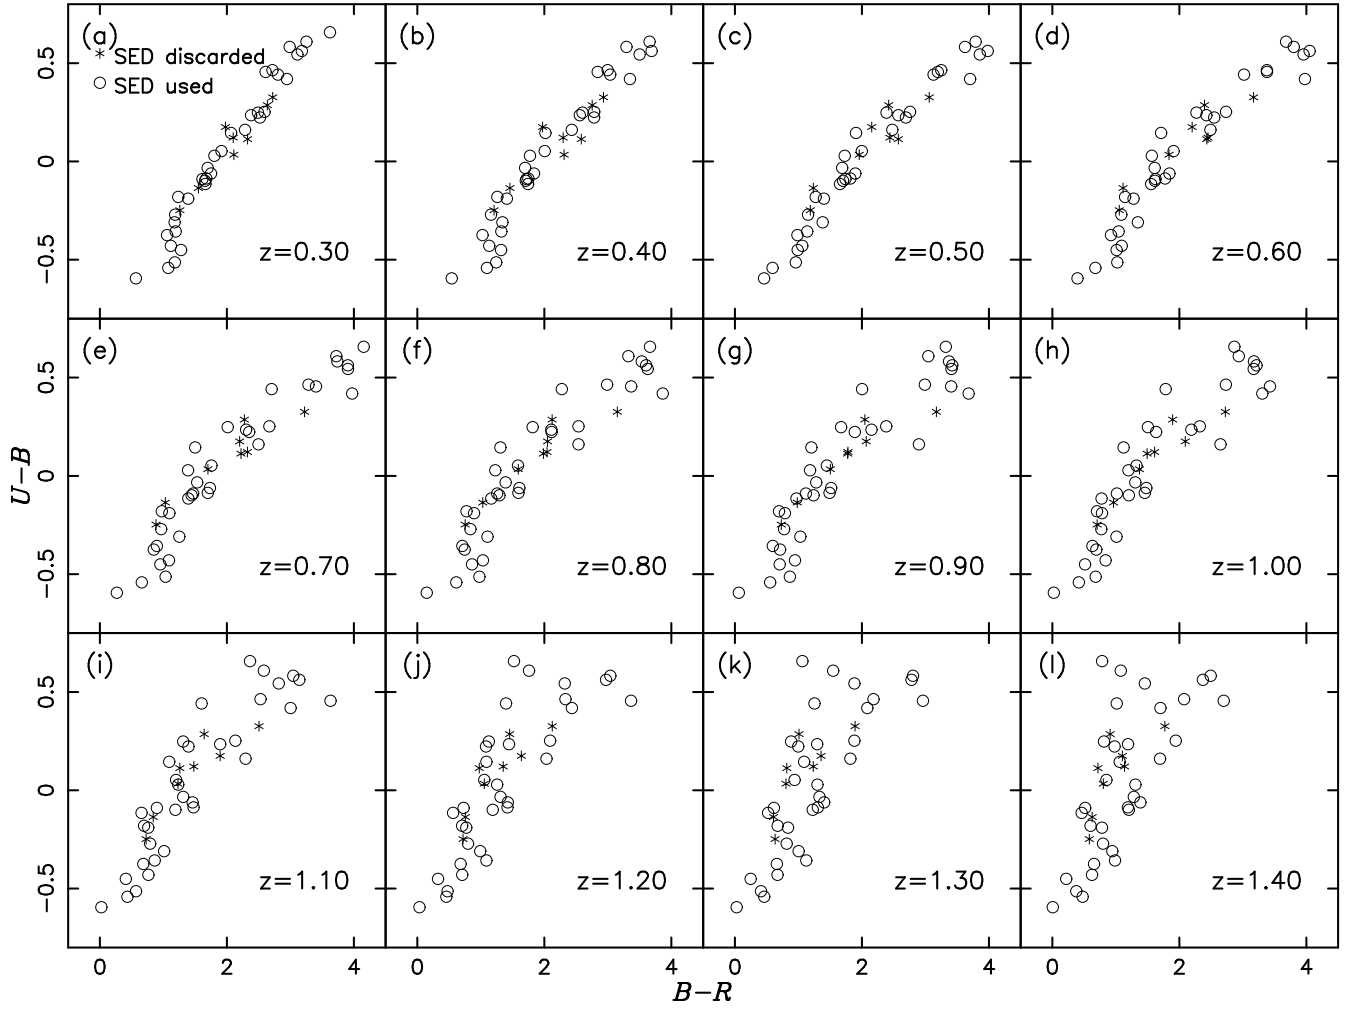 (a)
* SED discarded
○ SED used
(b)
(c)
(d)
0.5
0
−0.5
z=0.30
z=0.40
z=0.50
z=0.60
(e)
(f)
(g)
(h)
0.5
0
−0.5
U−B
z=0.70
z=0.80
z=0.90
z=1.00
(i)
(j)
(k)
(l)
0.5
0
−0.5
z=1.10
z=1.20
z=1.30
z=1.40
0 2 4 0 2 4 0 2 4 0 2 4
B−R